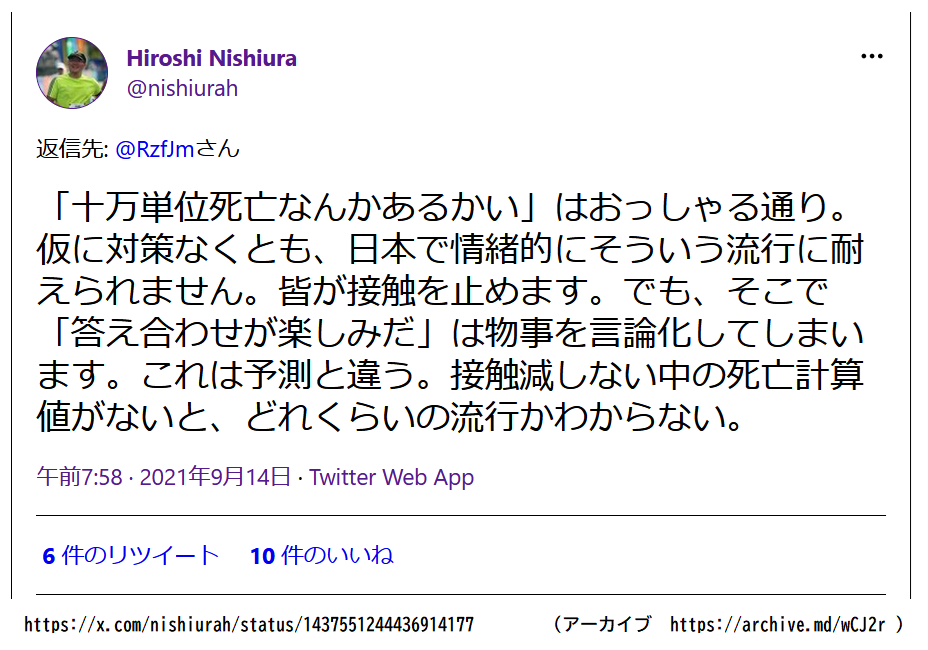 Hiroshi Nishiura
@nishiurah
返信先: @RzfJmさん
「十万単位死亡なんかあるかい」はおっしゃる通り。
仮に対策なくとも、日本で情緒的にそういう流行に耐
えられません。皆が接触を止めます。でも、そこで
「答え合わせが楽しみだ」は物事を言論化してしまい
ます。これは予測と違う。接触減しない中の死亡計算
値がないと、どれくらいの流行かわからない。
午前7:58 · 2021年9月14日 · Twitter Web App
6 件のリツイート 10 件のいいね
https://x.com/nishiurah/status/1437551244436914177 （アーカイブ https://archive.md/wCJ2r ）